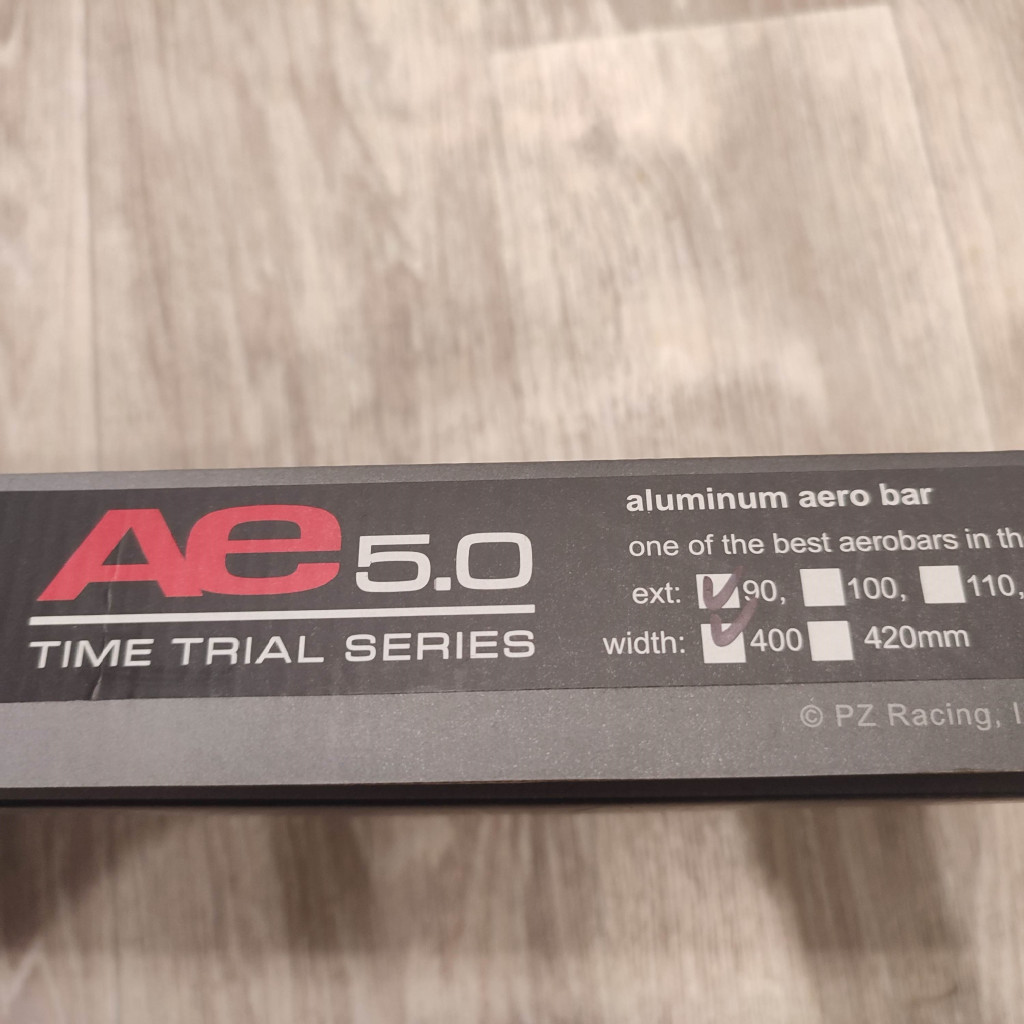 Ae 5.0
TIME TRIAL SERIES
aluminum aero bar
one of the best aerobars in
ext: 90, 100, 110,
width: 400 420mm
© PZ Racing,